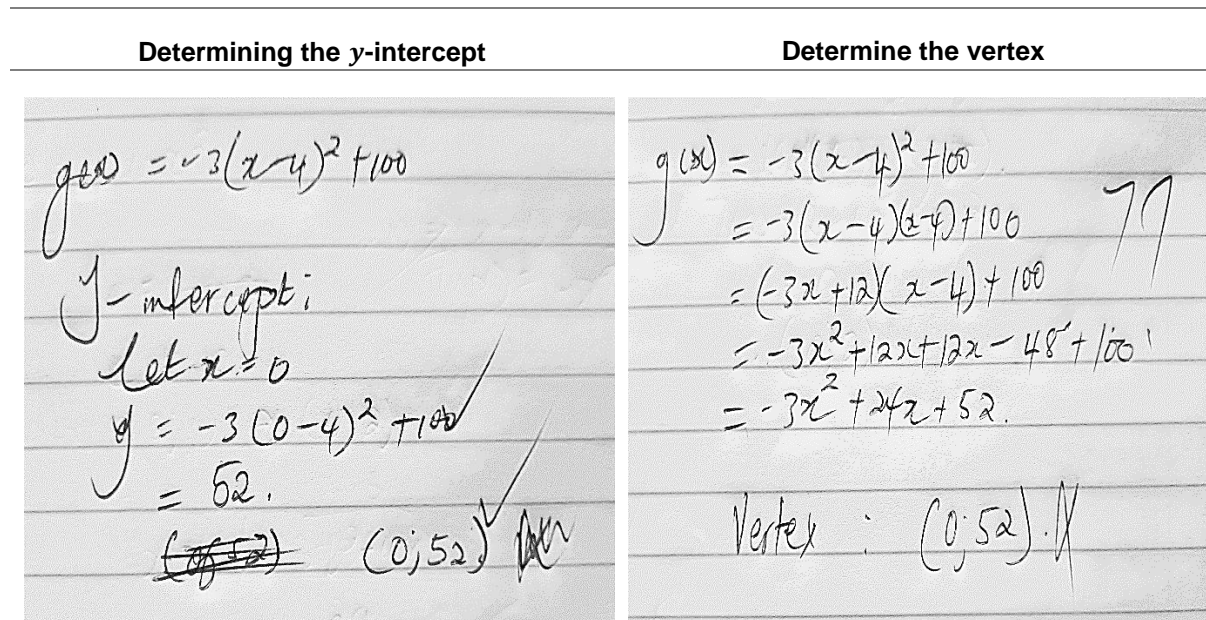 Determining the y-intercept
g(x) = -3(x-4)² +100
y-intercept:
let x=0
y = -3(0-4)² +100
= 52.
(0;52)
Determine the vertex
g(x) = -3(x-4)² +100
= -3(x-4)(x-4)+100
= (-3x+12)(x-4)+100
= -3x²+12x+12x-48+100
= -3x²+24x+52.
Vertex : (0;52).